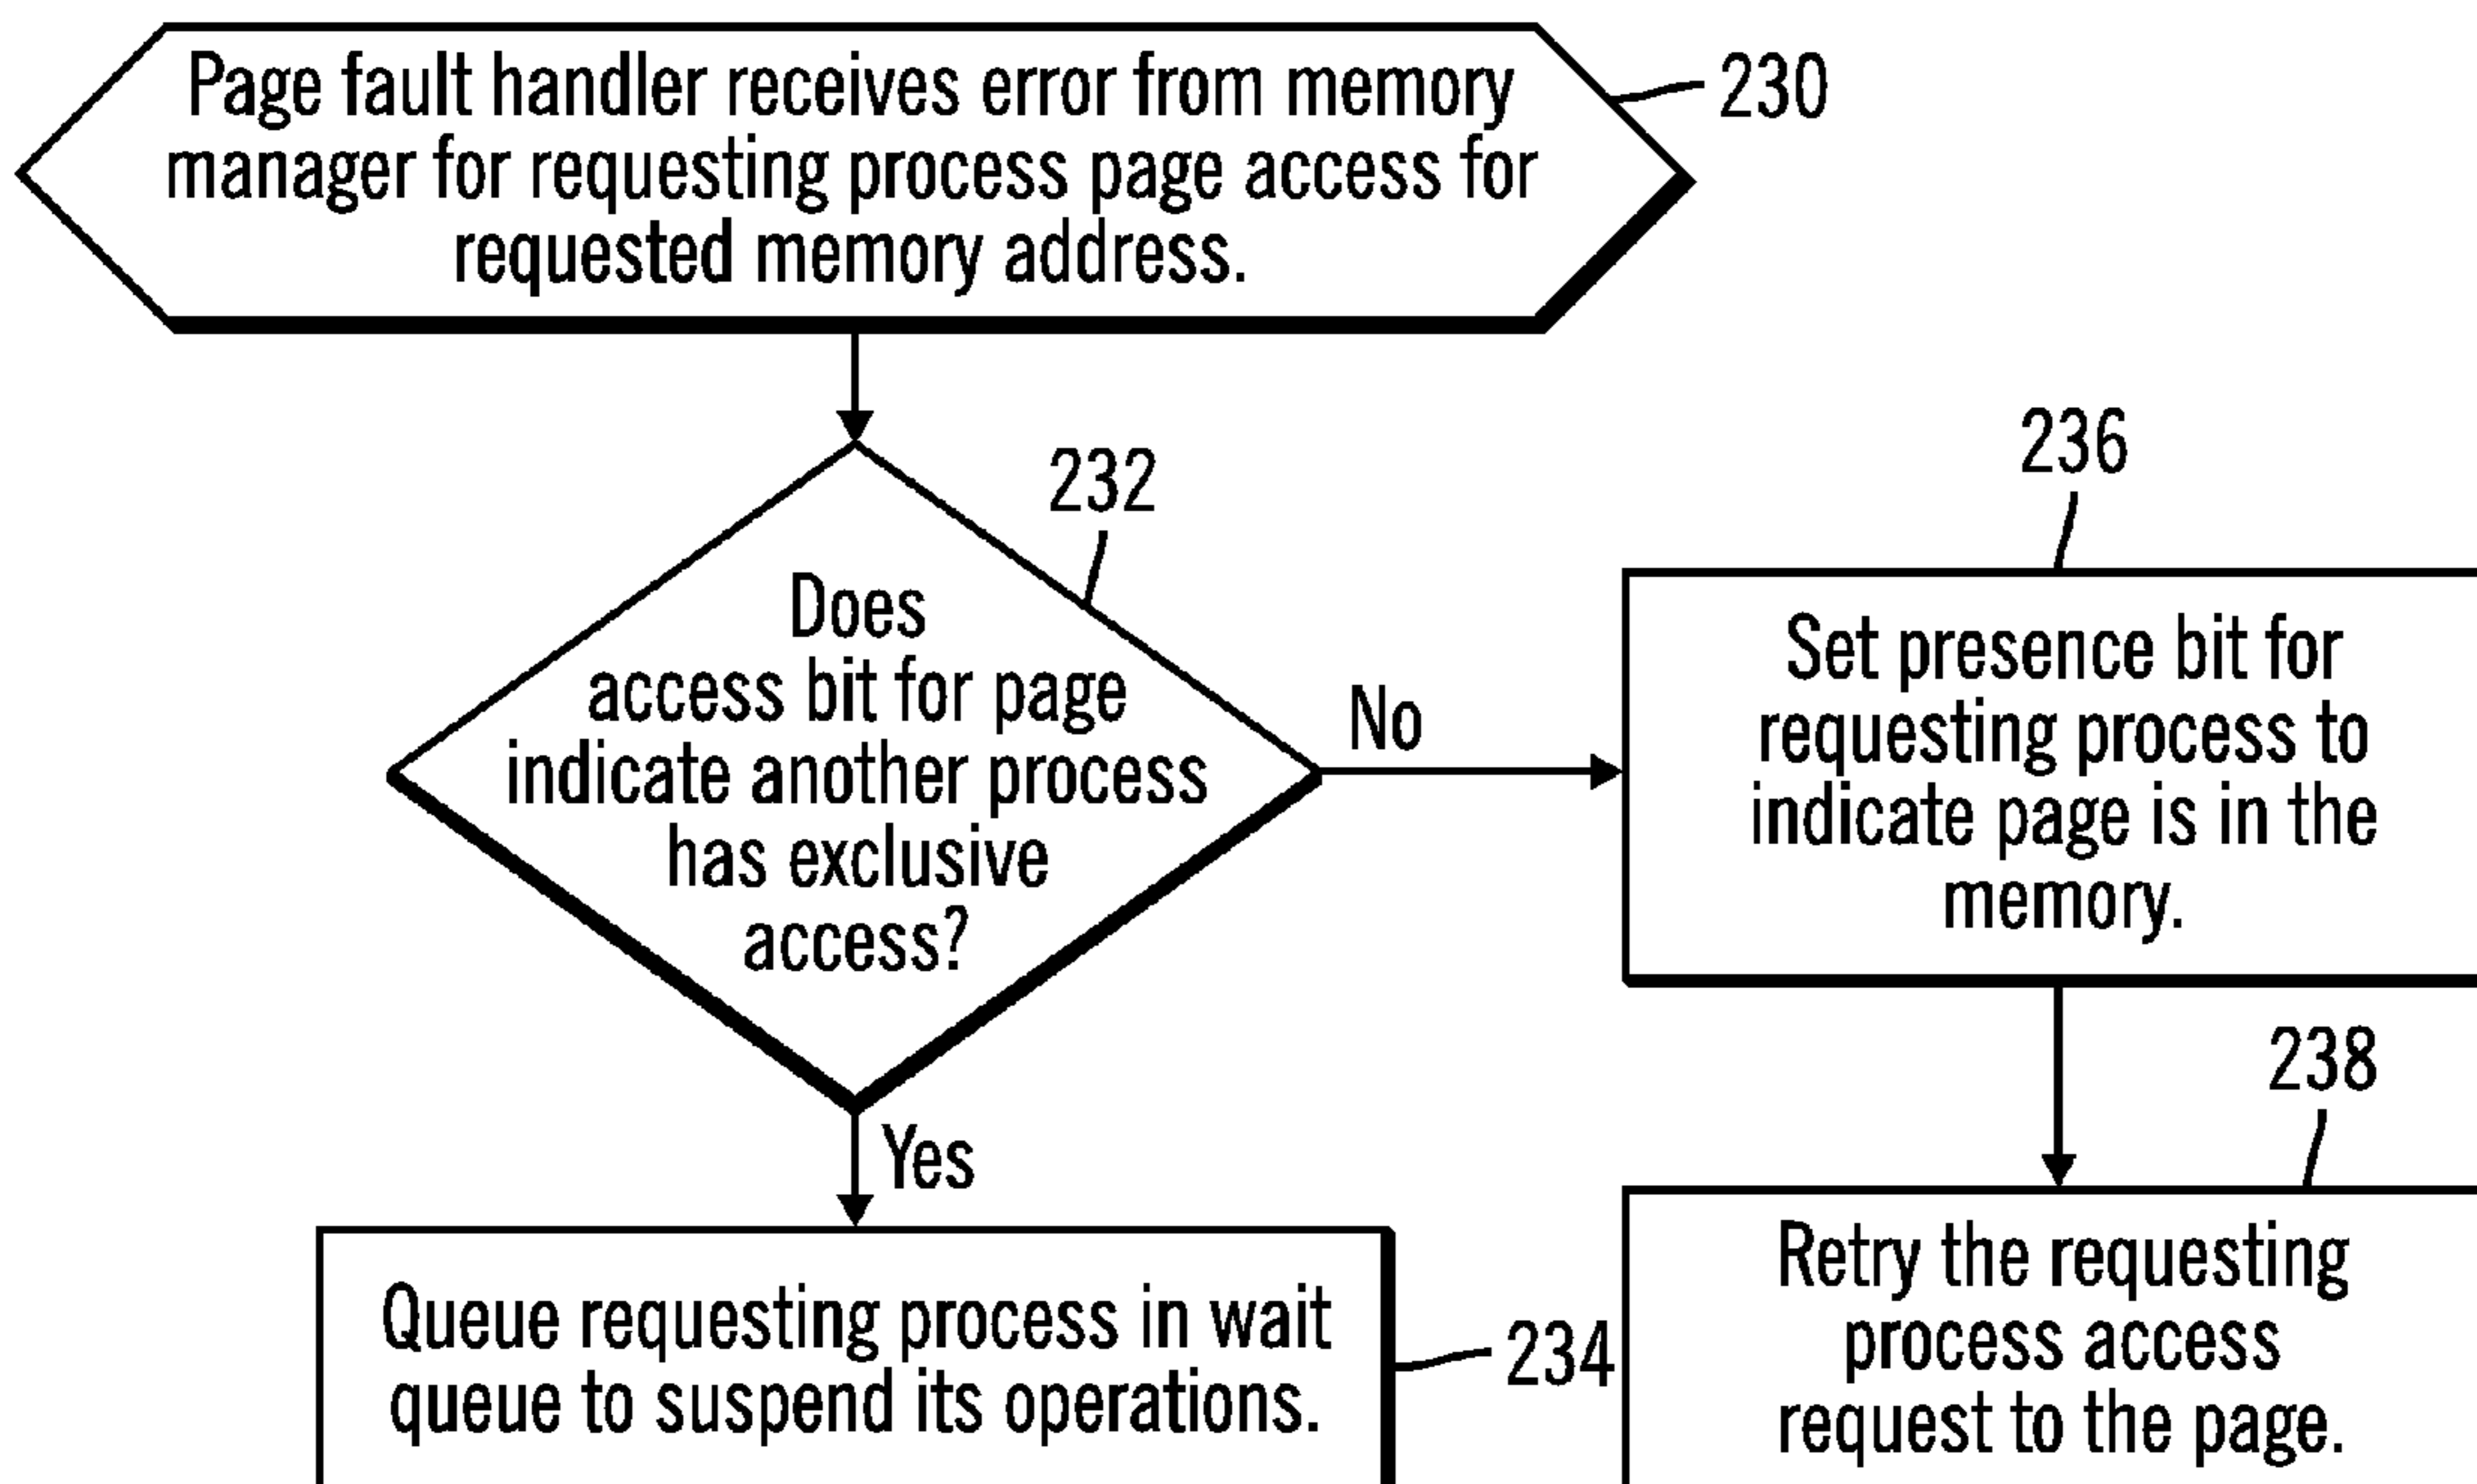 Page fault handler receives error from memory
manager for requesting process page access for
requested memory address.
230
232
Does
access bit for page
indicate another process
has exclusive
access?
No
Yes
236
Set presence bit for
requesting process to
indicate page is in the
memory.
238
Queue requesting process in wait
queue to suspend its operations.
234
Retry the requesting
process access
request to the page.